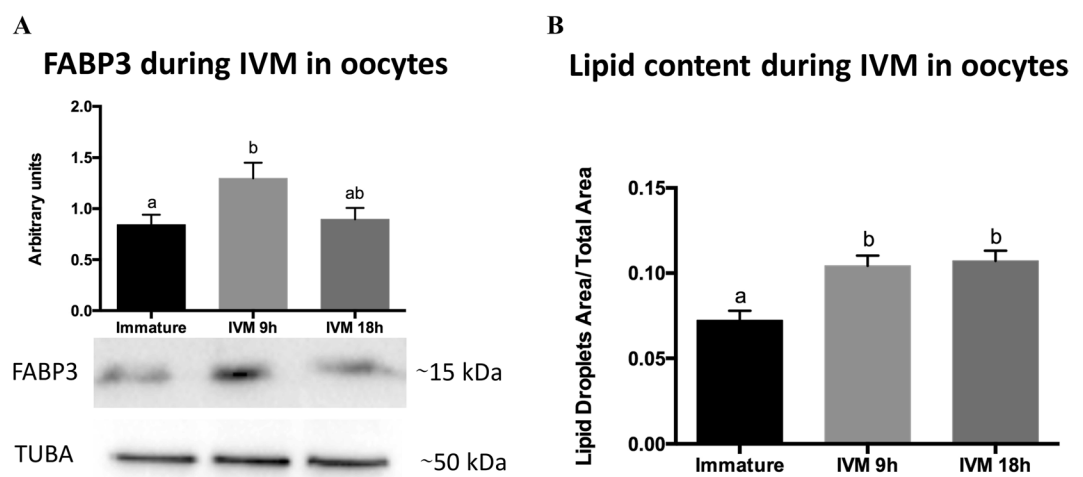 A
FABP3 during IVM in oocytes
Arbitrary units
2.0
1.5
1.0
0.5
0.0
a
b
ab
Immature
IVM 9h
IVM 18h
FABP3
~15 kDa
TUBA
~50 kDa
B
Lipid content during IVM in oocytes
Lipid Droplets Area/ Total Area
0.15
0.10
0.05
0.00
a
b
b
Immature
IVM 9h
IVM 18h